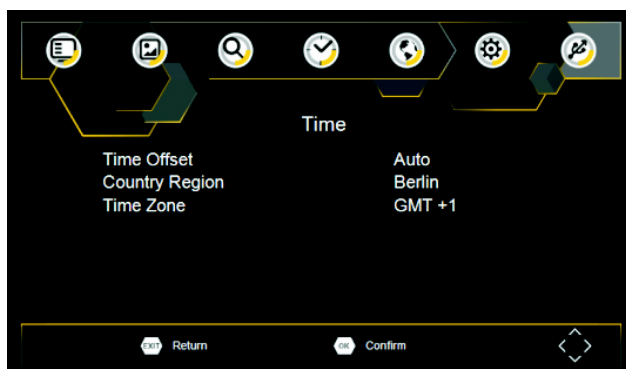 Time
Time Offset Auto
Country Region Berlin
Time Zone GMT +1
EXIT Return OK Confirm